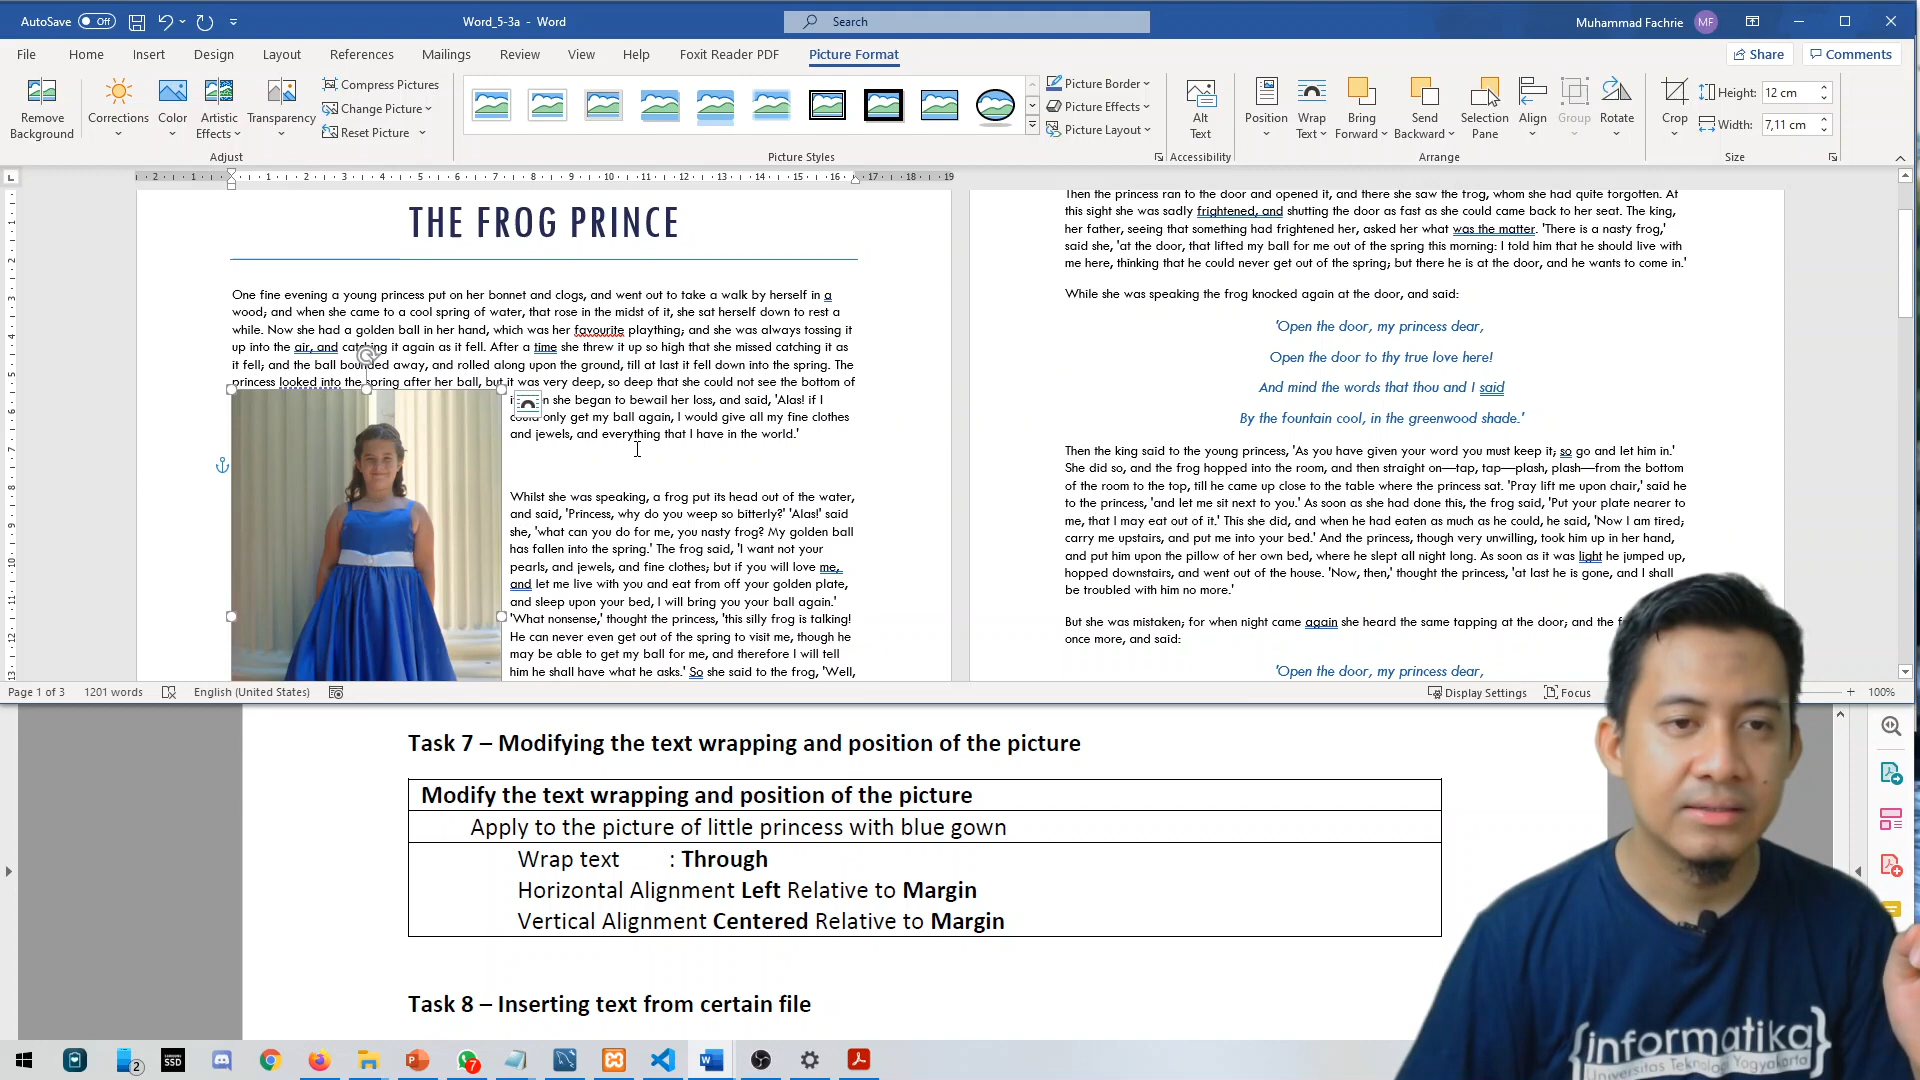 AutoSave Off
Word_5-3a - Word
Search
Muhammad Fachrie MF
File Home Insert Design Layout References Mailings Review View Help Foxit Reader PDF Picture Format
Share Comments
Remove Background
Corrections
Color
Artistic Effects
Transparency
Compress Pictures
Change Picture
Reset Picture
Adjust
Picture Styles
Picture Border
Picture Effects
Picture Layout
Alt Text
Accessibility
Position
Wrap Text
Bring Forward
Send Backward
Selection Pane
Align
Group
Rotate
Arrange
Crop
Height: 12 cm
Width: 7,11 cm
Size
2 1 1 2 3 4 5 6 7 8 9 10 11 12 13 14 15 16 17 18 19
THE FROG PRINCE
One fine evening a young princess put on her bonnet and clogs, and went out to take a walk by herself in a
wood; and when she came to a cool spring of water, that rose in the midst of it, she sat herself down to rest a
while. Now she had a golden ball in her hand, which was her favourite plaything; and she was always tossing it
up into the air, and catching it again as it fell. After a time she threw it up so high that she missed catching it as
it fell; and the ball bounded away, and rolled along upon the ground, till at last it fell down into the spring. The
princess looked into the spring after her ball, but it was very deep, so deep that she could not see the bottom of
she began to bewail her loss, and said, 'Alas! if I
could only get my ball again, I would give all my fine clothes
and jewels, and everything that I have in the world.'
Whilst she was speaking, a frog put its head out of the water,
and said, 'Princess, why do you weep so bitterly?' 'Alas!' said
she, 'what can you do for me, you nasty frog? My golden ball
has fallen into the spring.' The frog said, 'I want not your
pearls, and jewels, and fine clothes; but if you will love me,
and let me live with you and eat from off your golden plate,
and sleep upon your bed, I will bring you your ball again.'
'What nonsense,' thought the princess, 'this silly frog is talking!
He can never even get out of the spring to visit me, though he
may be able to get my ball for me, and therefore I will tell
him he shall have what he asks.' So she said to the frog, 'Well,
Then the princess ran to the door and opened it, and there she saw the frog, whom she had quite forgotten. At
this sight she was sadly frightened, and shutting the door as fast as she could came back to her seat. The king,
her father, seeing that something had frightened her, asked her what was the matter. 'There is a nasty frog,'
said she, 'at the door, that lifted my ball for me out of the spring this morning: I told him that he should live with
me here, thinking that he could never get out of the spring; but there he is at the door, and he wants to come in.'
While she was speaking the frog knocked again at the door, and said:
'Open the door, my princess dear,
Open the door to thy true love here!
And mind the words that thou and I said
By the fountain cool, in the greenwood shade.'
Then the king said to the young princess, 'As you have given your word you must keep it; so go and let him in.'
She did so, and the frog hopped into the room, and then straight on—tap, tap—plash, plash—from the bottom
of the room to the top, till he came up close to the table where the princess sat. 'Pray lift me upon chair,' said he
to the princess, 'and let me sit next to you.' As soon as she had done this, the frog said, 'Put your plate nearer to
me, that I may eat out of it.' This she did, and when he had eaten as much as he could, he said, 'Now I am tired;
carry me upstairs, and put me into your bed.' And the princess, though very unwilling, took him up in her hand,
and put him upon the pillow of her own bed, where he slept all night long. As soon as it was light he jumped up,
hopped downstairs, and went out of the house. 'Now, then,' thought the princess, 'at last he is gone, and I shall
be troubled with him no more.'
But she was mistaken; for when night came again she heard the same tapping at the door; and the
once more, and said:
'Open the door, my princess dear,
Page 1 of 3 1201 words English (United States)
Display Settings Focus 100%
Task 7 – Modifying the text wrapping and position of the picture
Modify the text wrapping and position of the picture
Apply to the picture of little princess with blue gown
Wrap text : Through
Horizontal Alignment Left Relative to Margin
Vertical Alignment Centered Relative to Margin
Task 8 – Inserting text from certain file
{informatika}
Universitas Teknologi Yogyakarta
2
SSD
7